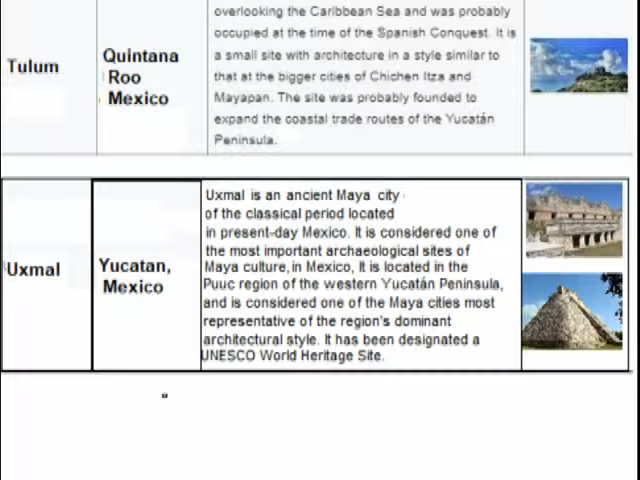 overlooking the Caribbean Sea and was probably
occupied at the time of the Spanish Conquest. It is
a small site with architecture in a style similar to
that at the bigger cities of Chichen Itza and
Mayapan. The site was probably founded to
expand the coastal trade routes of the Yucatán
Peninsula.
Tulum
Quintana
Roo
Mexico
Uxmal
Yucatan,
Mexico
Uxmal is an ancient Maya city
of the classical period located
in present-day Mexico. It is considered one of
the most important archaeological sites of
Maya culture, in Mexico, It is located in the
Puuc region of the western Yucatán Peninsula,
and is considered one of the Maya cities most
representative of the region's dominant
architectural style. It has been designated a
UNESCO World Heritage Site.
"